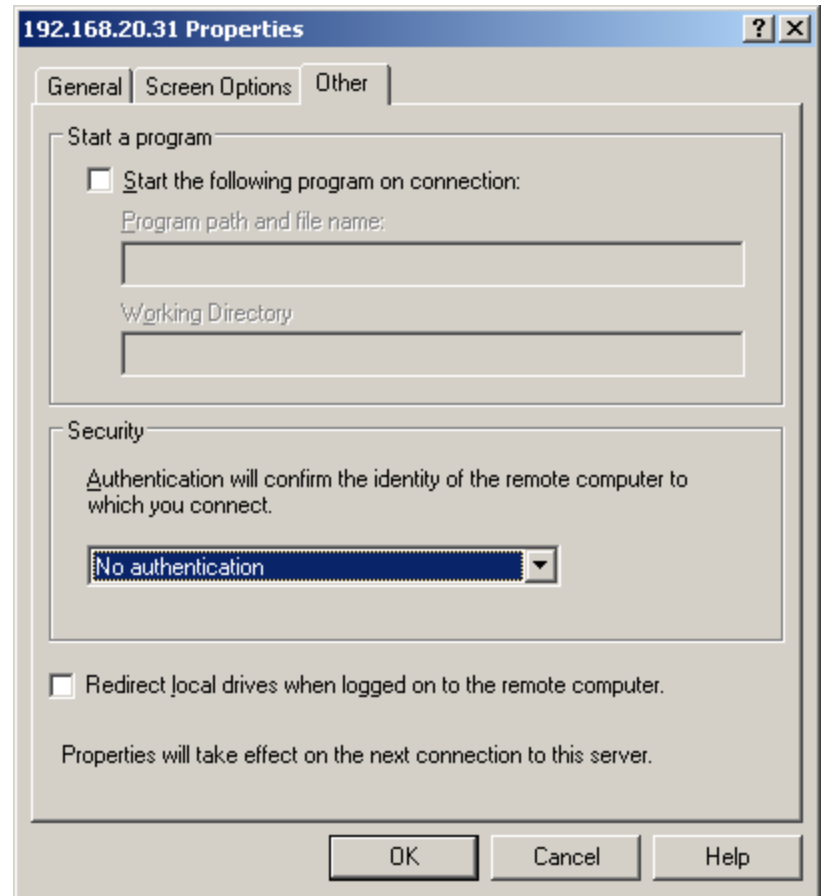 192.168.20.31 Properties
General
Screen Options
Other
Start a program
Start the following program on connection:
Program path and file name:
Working Directory
Security
Authentication will confirm the identity of the remote computer to
which you connect.
No authentication
Redirect local drives when logged on to the remote computer.
Properties will take effect on the next connection to this server.
OK
Cancel
Help